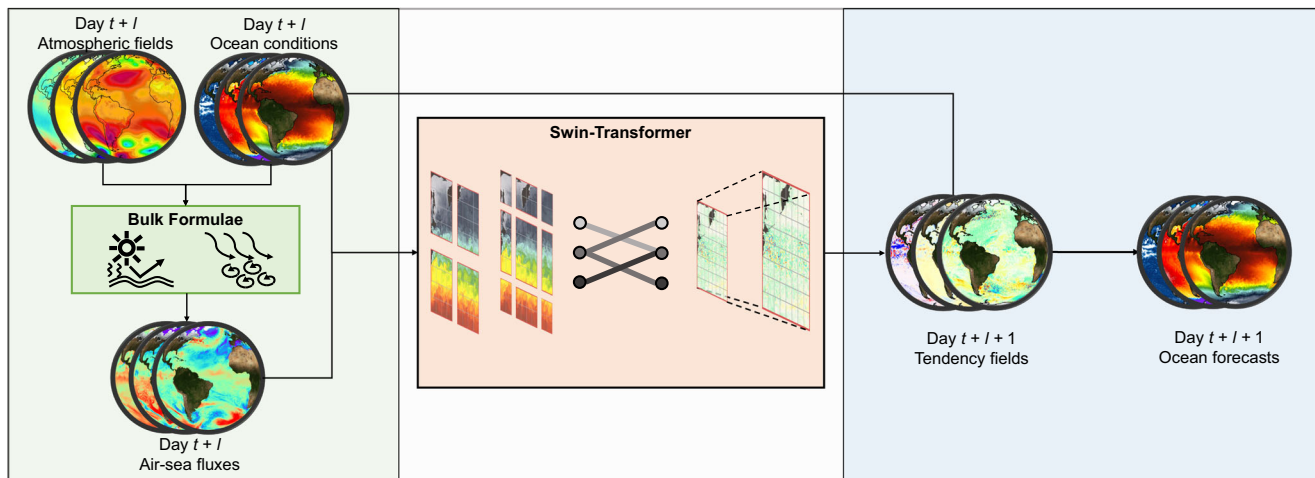 Day t + l
Atmospheric fields
Day t + l
Ocean conditions
Bulk Formulae
Day t + l
Air-sea fluxes
Swin-Transformer
Day t + l + 1
Tendency fields
Day t + l + 1
Ocean forecasts